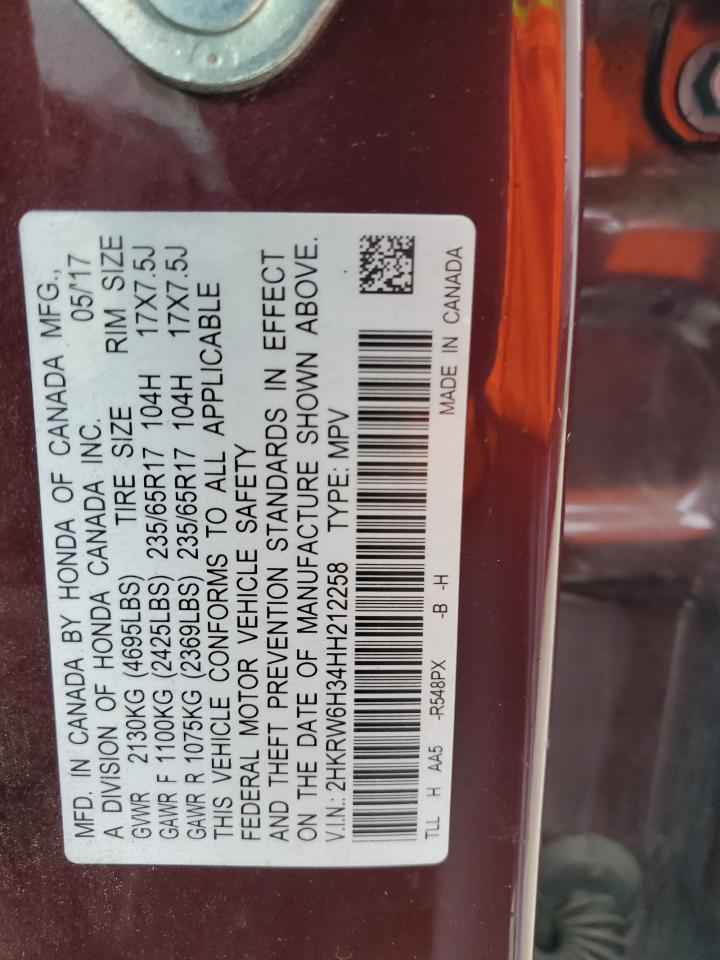 MFD. IN CANADA BY HONDA OF CANADA MFG.,
A DIVISION OF HONDA CANADA INC. 05/'17
GVWR 2130KG (4695LBS) TIRE SIZE RIM SIZE
GAWR F 1100KG (2425LBS) 235/65R17 104H 17X7.5J
GAWR R 1075KG (2369LBS) 235/65R17 104H 17X7.5J
THIS VEHICLE CONFORMS TO ALL APPLICABLE
FEDERAL MOTOR VEHICLE SAFETY
AND THEFT PREVENTION STANDARDS IN EFFECT
ON THE DATE OF MANUFACTURE SHOWN ABOVE.
V.I.N.: 2HKRW6H34HH212258 TYPE: MPV
TLL H AA5 -R548PX -B -H MADE IN CANADA